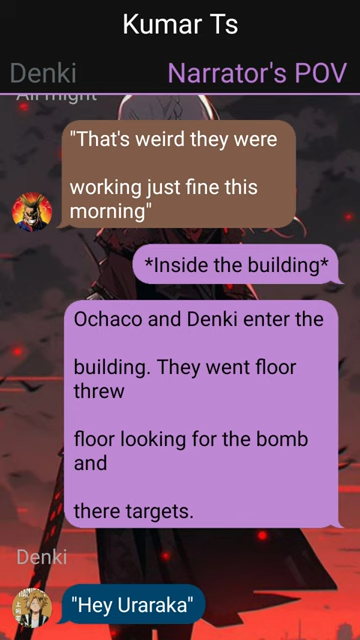 Kumar Ts
Denki Narrator's POV
All might
"That's weird they were
working just fine this
morning"
*Inside the building*
Ochaco and Denki enter the
building. They went floor
threw
floor looking for the bomb
and
there targets.
Denki
"Hey Uraraka"